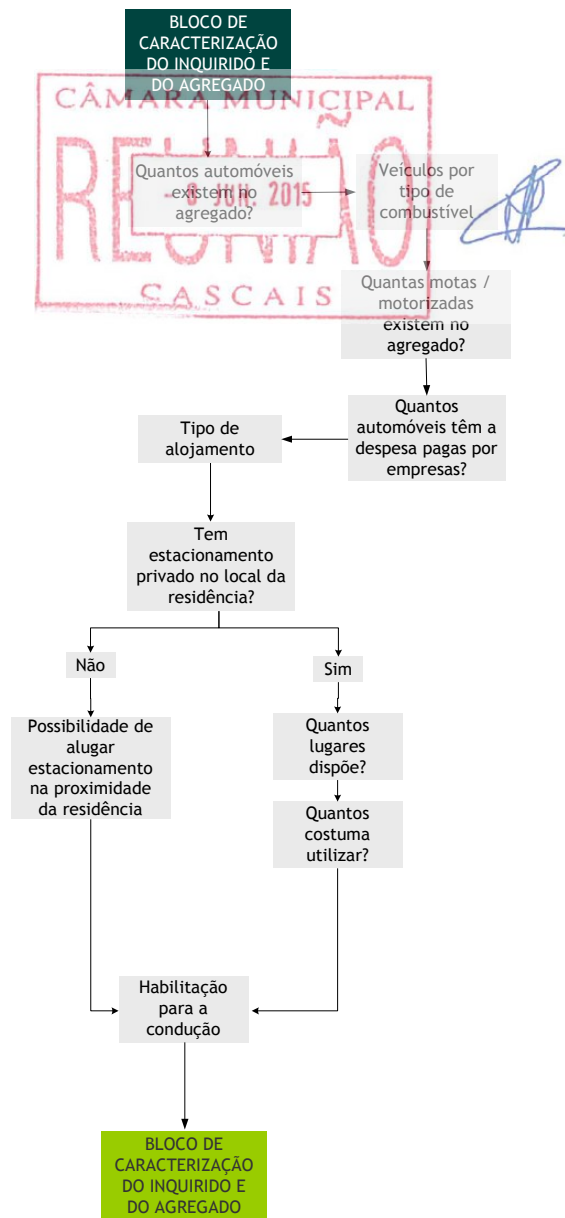 BLOCO DE
CARACTERIZAÇÃO
DO INQUIRIDO E
DO AGREGADO
CÂMARA MUNICIPAL
REUNIÃO
- 8 JUN. 2015
CASCAIS
Quantos automóveis
existem no
agregado?
Veículos por
tipo de
combustível
Quantas motas /
motorizadas
existem no
agregado?
Quantos
automóveis têm a
despesa pagas por
empresas?
Tipo de
alojamento
Tem
estacionamento
privado no local da
residência?
Não
Sim
Possibilidade de
alugar
estacionamento
na proximidade
da residência
Quantos
lugares
dispõe?
Quantos
costuma
utilizar?
Habilitação
para a
condução
BLOCO DE
CARACTERIZAÇÃO
DO INQUIRIDO E
DO AGREGADO